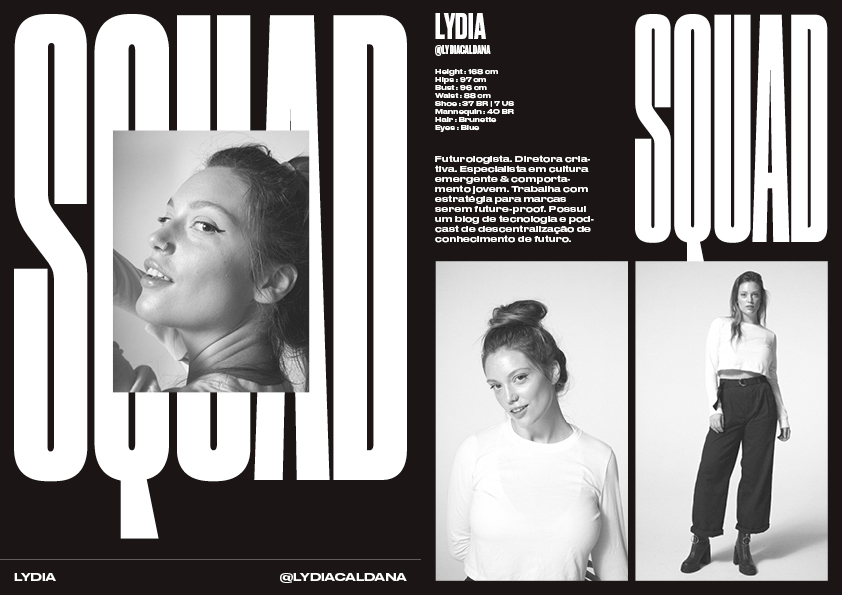 SQUAD
LYDIA
@LYDIACALDANA
LYDIA
@LYDIACALDANA
Height : 168 cm
Hips : 97 cm
Bust : 96 cm
Waist : 88 cm
Shoe : 37 BR | 7 US
Mannequin : 40 BR
Hair : Brunette
Eyes : Blue
Futurologista. Diretora cria-
tiva. Especialista em cultura
emergente & comporta-
mento jovem. Trabalha com
estratégia para marcas
serem future-proof. Possui
um blog de tecnologia e pod-
cast de descentralização de
conhecimento de futuro.
SQUAD